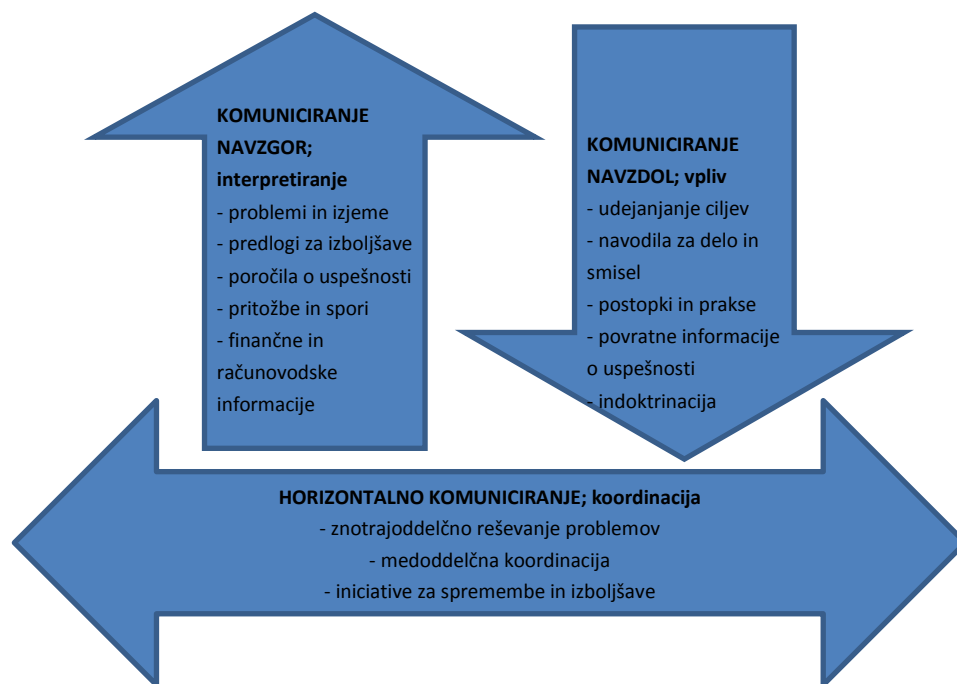 KOMUNICIRANJE
NAVZGOR;
interpretiranje
- problemi in izjeme
- predlogi za izboljšave
- poročila o uspešnosti
- pritožbe in spori
- finančne in
računovodske
informacije
KOMUNICIRANJE
NAVZDOL; vpliv
- udejanjanje ciljev
- navodila za delo in
smisel
- postopki in prakse
- povratne informacije
o uspešnosti
- indoktrinacija
HORIZONTALNO KOMUNICIRANJE; koordinacija
- znotrajoddelčno reševanje problemov
- medoddelčna koordinacija
- iniciative za spremembe in izboljšave